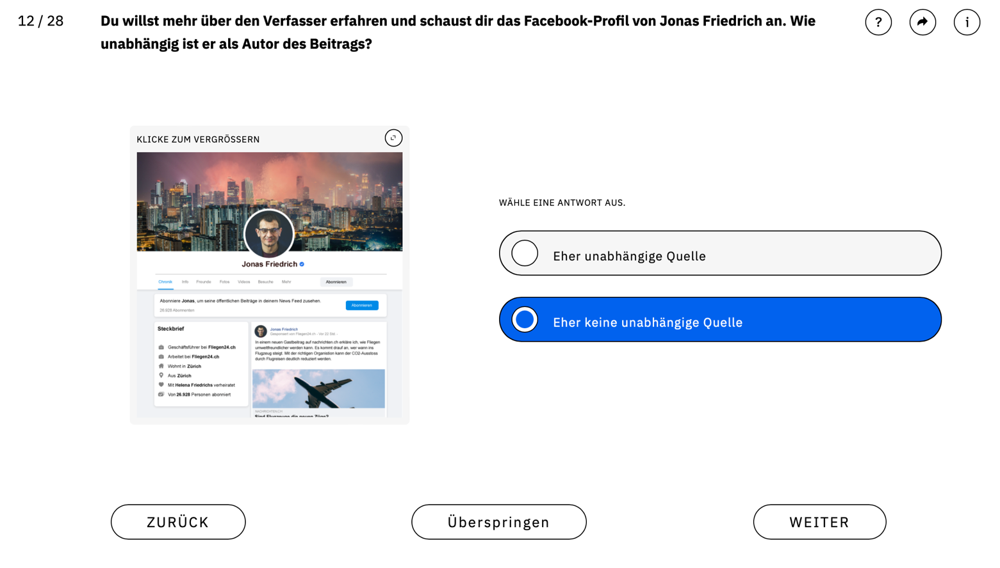 12 / 28
Du willst mehr über den Verfasser erfahren und schaust dir das Facebook-Profil von Jonas Friedrich an. Wie
unabhängig ist er als Autor des Beitrags?
?
i
KLICKE ZUM VERGRÖSSERN
Jonas Friedrich
Chronik Info Freunde Fotos Videos Besuche Mehr Abonnieren
Abonniere Jonas, um seine öffentlichen Beiträge in deinem News Feed zusehen.
26.928 Abonnenten
Abonnieren
Steckbrief
Geschäftsführer bei Fliegen24.ch
Arbeitet bei Fliegen24.ch
Wohnt in Zürich
Aus Zürich
Mit Helena Friedrichs verheiratet
Von 26.928 Personen abonniert
Jonas Friedrich
Gesponsert von Fliegen24.ch - Vor 22 Std -
In einem neuen Gastbeitrag auf nachrichten.ch erkläre ich, wie Fliegen
umweltfreundlicher werden kann. Es kommt drauf an, wer wann ins
Flugzeug steigt. Mit der richtigen Organistion kann der CO2-Ausstoss
durch Flugreisen deutlich reduziert werden.
NACHRICHTEN.CH
Sind Flugzeuge die neuen Züge?
WÄHLE EINE ANTWORT AUS.
Eher unabhängige Quelle
Eher keine unabhängige Quelle
ZURÜCK
Überspringen
WEITER